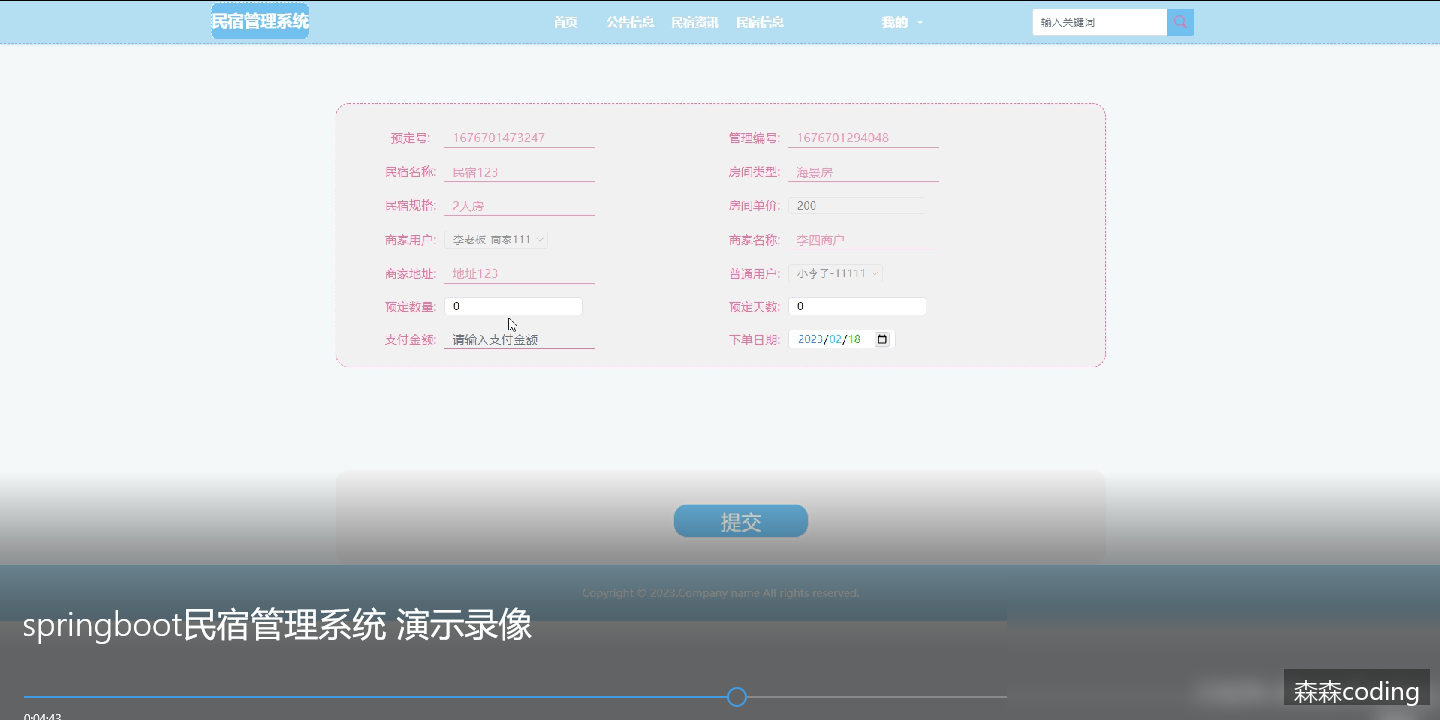 民宿管理系统 首页 公告信息 民宿资讯 民宿信息 我的 输入关键词
预定号: 1676701473247 管理编号: 1676701294048
民宿名称: 民宿123 房间类型: 海景房
民宿规格: 2人房 房间单价: 200
商家用户: 李老板-商家111 商家名称: 李四商户
商家地址: 地址123 普通用户: 小李子-11111
预定数量: 0 预定天数: 0
支付金额: 请输入支付金额 下单日期: 2023/02/18
提交
Copyright © 2023.Company name All rights reserved.
springboot民宿管理系统 演示录像
森森coding
0:04:43